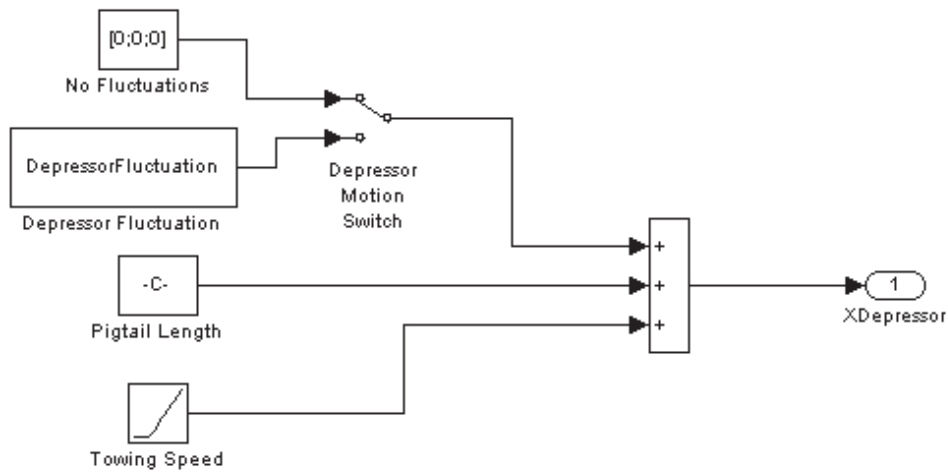 [0;0;0]
No Fluctuations
DepressorFluctuation
Depressor Fluctuation
Depressor
Motion
Switch
-C-
Pigtail Length
Towing Speed
+
+
+
1
XDepressor